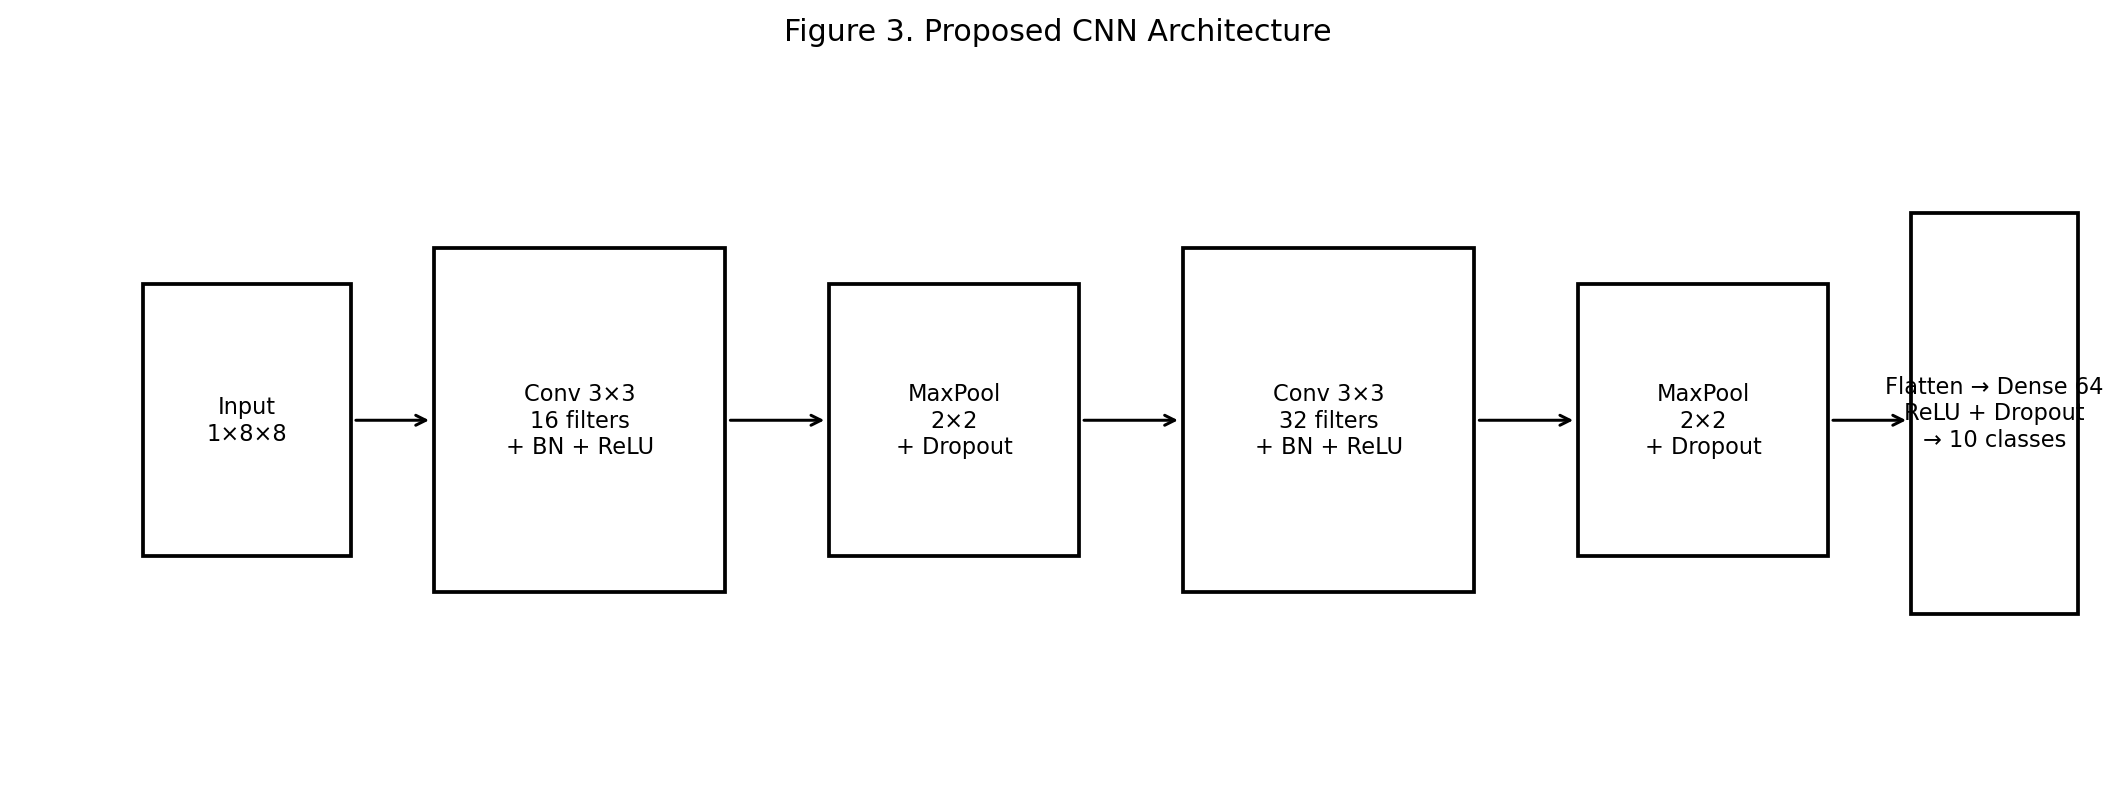 Figure 3. Proposed CNN Architecture
Input
1×8×8
Conv 3×3
16 filters
+ BN + ReLU
MaxPool
2×2
+ Dropout
Conv 3×3
32 filters
+ BN + ReLU
MaxPool
2×2
+ Dropout
Flatten → Dense 64
ReLU + Dropout
→ 10 classes